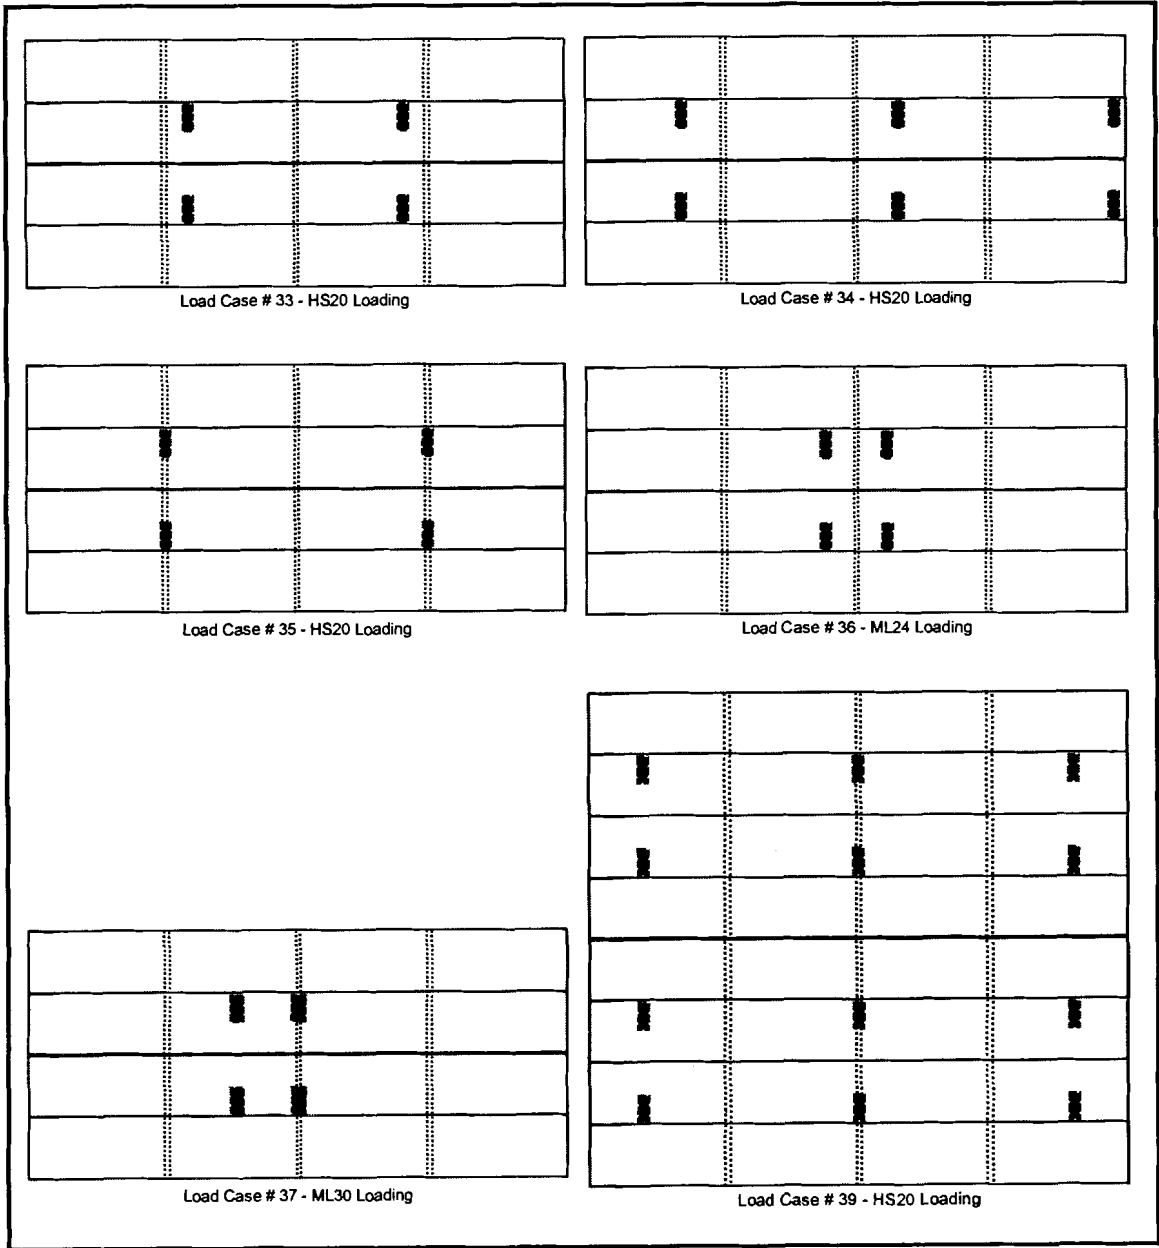 Load Case # 33 - HS20 Loading
Load Case # 34 - HS20 Loading
Load Case # 35 - HS20 Loading
Load Case # 36 - ML24 Loading
Load Case # 37 - ML30 Loading
Load Case # 39 - HS20 Loading